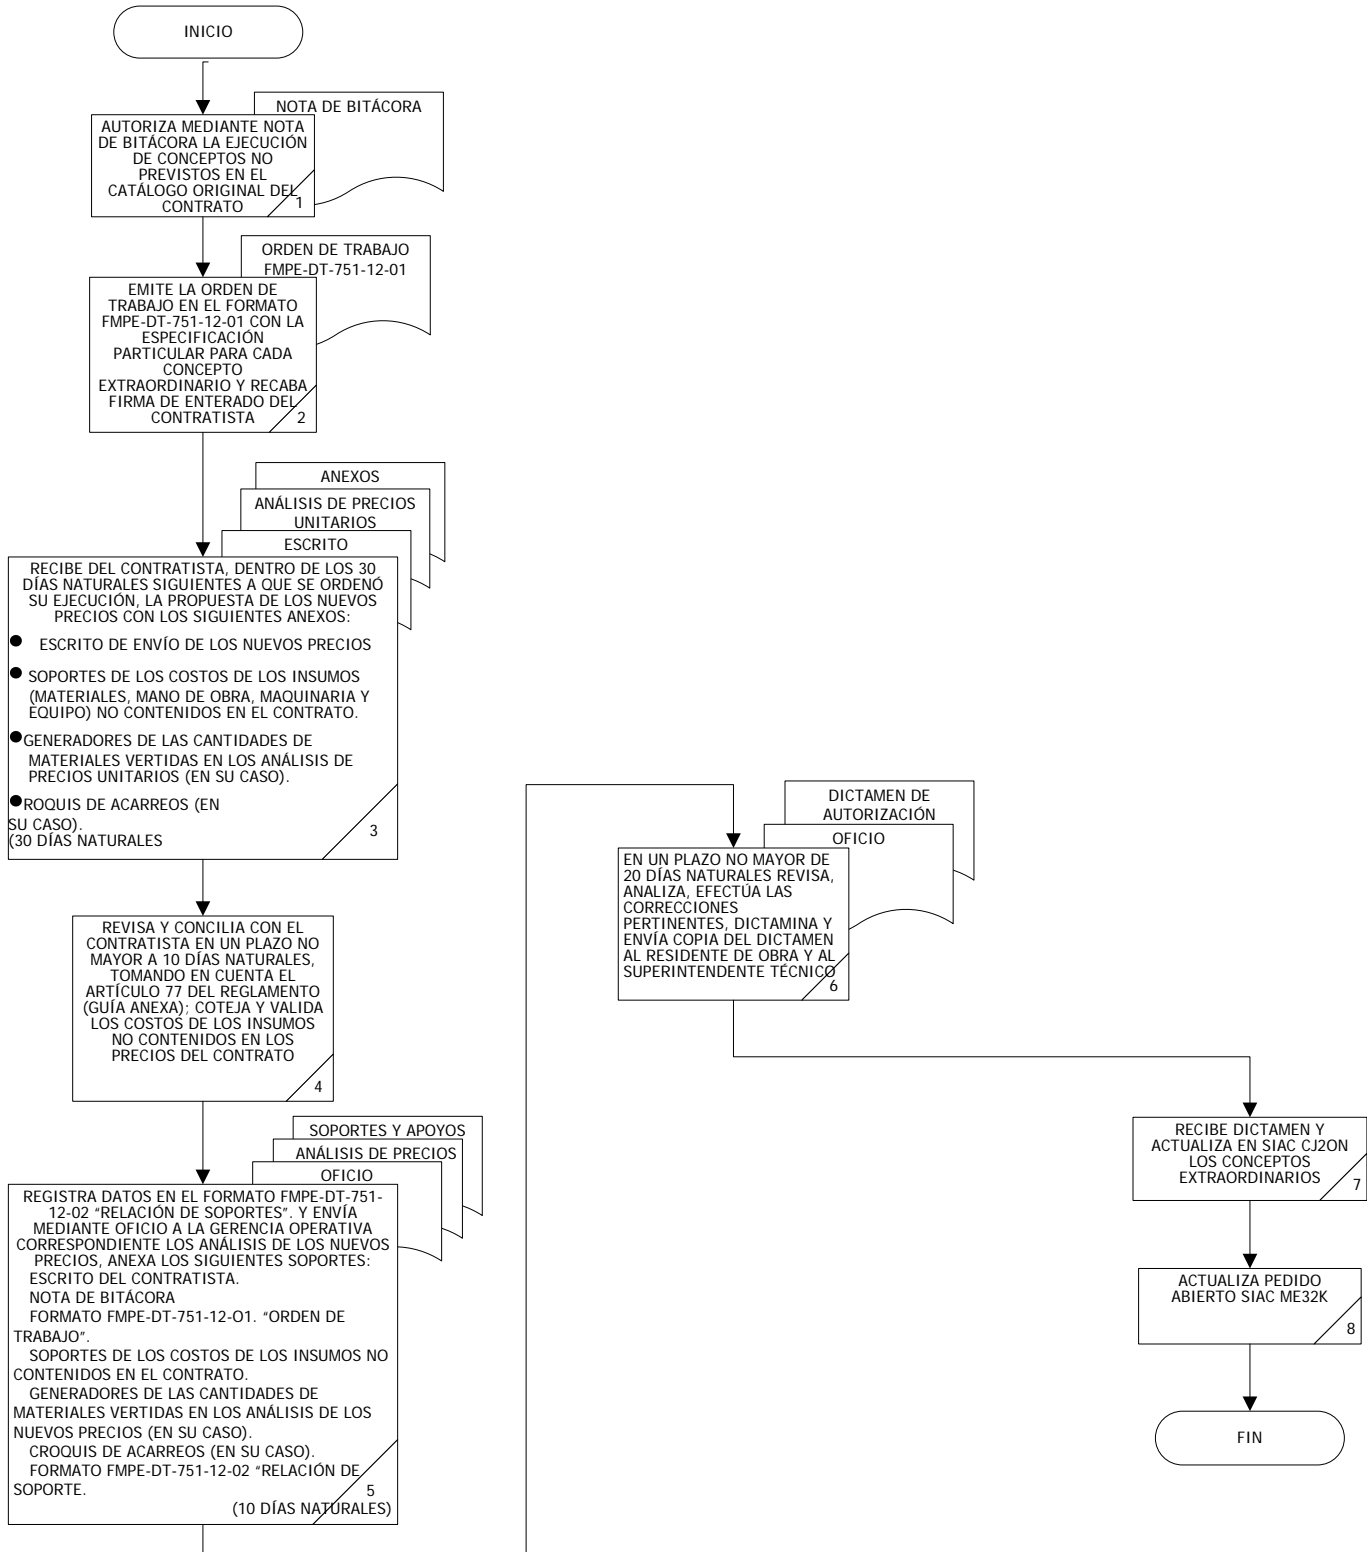 INICIO
NOTA DE BITÁCORA
AUTORIZA MEDIANTE NOTA
DE BITÁCORA LA EJECUCIÓN
DE CONCEPTOS NO
PREVISTOS EN EL
CATÁLOGO ORIGINAL DEL
CONTRATO
1
ORDEN DE TRABAJO
FMPE-DT-751-12-01
EMITE LA ORDEN DE
TRABAJO EN EL FORMATO
FMPE-DT-751-12-01 CON LA
ESPECIFICACIÓN
PARTICULAR PARA CADA
CONCEPTO
EXTRAORDINARIO Y RECABA
FIRMA DE ENTERADO DEL
CONTRATISTA
2
ANEXOS
ANÁLISIS DE PRECIOS
UNITARIOS
ESCRITO
RECIBE DEL CONTRATISTA, DENTRO DE LOS 30
DÍAS NATURALES SIGUIENTES A QUE SE ORDENÓ
SU EJECUCIÓN, LA PROPUESTA DE LOS NUEVOS
PRECIOS CON LOS SIGUIENTES ANEXOS:
● ESCRITO DE ENVÍO DE LOS NUEVOS PRECIOS
● SOPORTES DE LOS COSTOS DE LOS INSUMOS
(MATERIALES, MANO DE OBRA, MAQUINARIA Y
EQUIPO) NO CONTENIDOS EN EL CONTRATO.
● GENERADORES DE LAS CANTIDADES DE
MATERIALES VERTIDAS EN LOS ANÁLISIS DE
PRECIOS UNITARIOS (EN SU CASO).
● ROQUIS DE ACARREOS (EN
SU CASO).
(30 DÍAS NATURALES
3
REVISA Y CONCILIA CON EL
CONTRATISTA EN UN PLAZO NO
MAYOR A 10 DÍAS NATURALES,
TOMANDO EN CUENTA EL
ARTÍCULO 77 DEL REGLAMENTO
(GUÍA ANEXA); COTEJA Y VALIDA
LOS COSTOS DE LOS INSUMOS
NO CONTENIDOS EN LOS
PRECIOS DEL CONTRATO
4
SOPORTES Y APOYOS
ANÁLISIS DE PRECIOS
OFICIO
REGISTRA DATOS EN EL FORMATO FMPE-DT-751-
12-02 "RELACIÓN DE SOPORTES". Y ENVÍA
MEDIANTE OFICIO A LA GERENCIA OPERATIVA
CORRESPONDIENTE LOS ANÁLISIS DE LOS NUEVOS
PRECIOS, ANEXA LOS SIGUIENTES SOPORTES:
ESCRITO DEL CONTRATISTA.
NOTA DE BITÁCORA
FORMATO FMPE-DT-751-12-O1. "ORDEN DE
TRABAJO".
SOPORTES DE LOS COSTOS DE LOS INSUMOS NO
CONTENIDOS EN EL CONTRATO.
GENERADORES DE LAS CANTIDADES DE
MATERIALES VERTIDAS EN LOS ANÁLISIS DE LOS
NUEVOS PRECIOS (EN SU CASO).
CROQUIS DE ACARREOS (EN SU CASO).
FORMATO FMPE-DT-751-12-02 "RELACIÓN DE
SOPORTE.
5
(10 DÍAS NATURALES)
DICTAMEN DE
AUTORIZACIÓN
OFICIO
EN UN PLAZO NO MAYOR DE
20 DÍAS NATURALES REVISA,
ANALIZA, EFECTÚA LAS
CORRECCIONES
PERTINENTES, DICTAMINA Y
ENVÍA COPIA DEL DICTAMEN
AL RESIDENTE DE OBRA Y AL
SUPERINTENDENTE TÉCNICO
6
RECIBE DICTAMEN Y
ACTUALIZA EN SIAC CJ2ON
LOS CONCEPTOS
EXTRAORDINARIOS
7
ACTUALIZA PEDIDO
ABIERTO SIAC ME32K
8
FIN